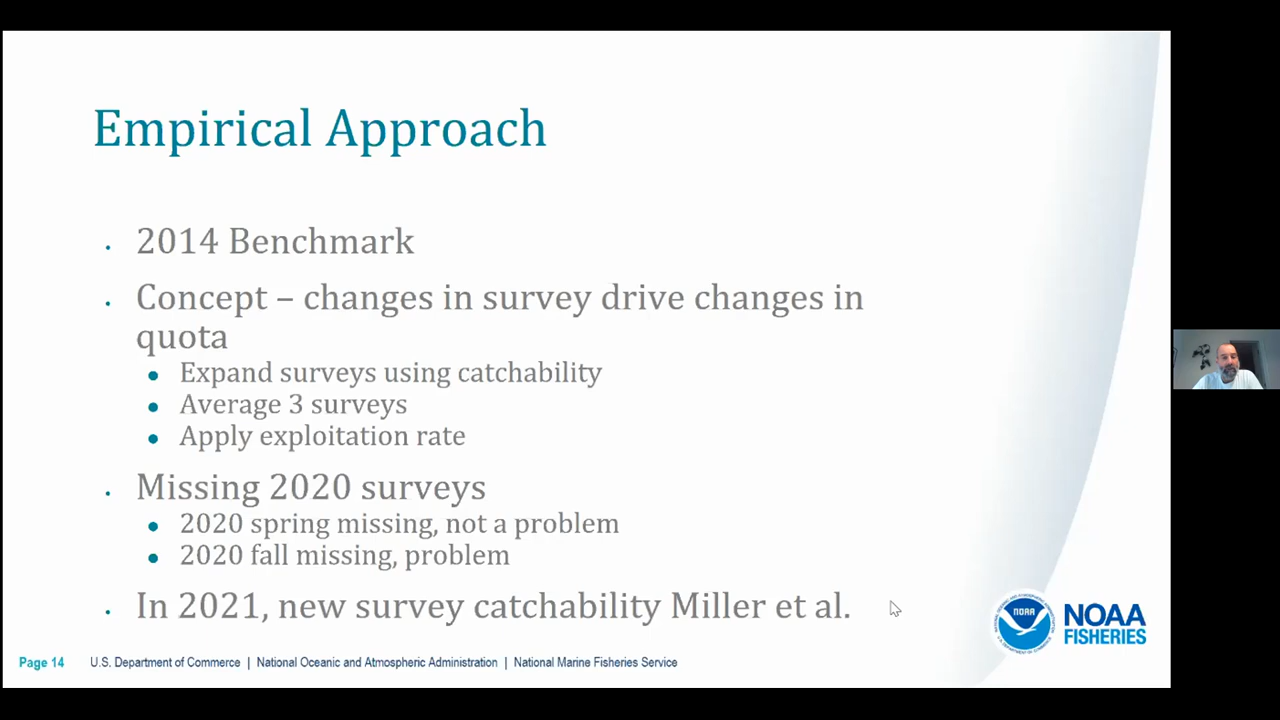 Empirical Approach
2014 Benchmark
Concept – changes in survey drive changes in
quota
Expand surveys using catchability
Average 3 surveys
Apply exploitation rate
Missing 2020 surveys
2020 spring missing, not a problem
2020 fall missing, problem
In 2021, new survey catchability Miller et al.
NOAA
NOAA
FISHERIES
Page 14 U.S. Department of Commerce | National Oceanic and Atmospheric Administration | National Marine Fisheries Service